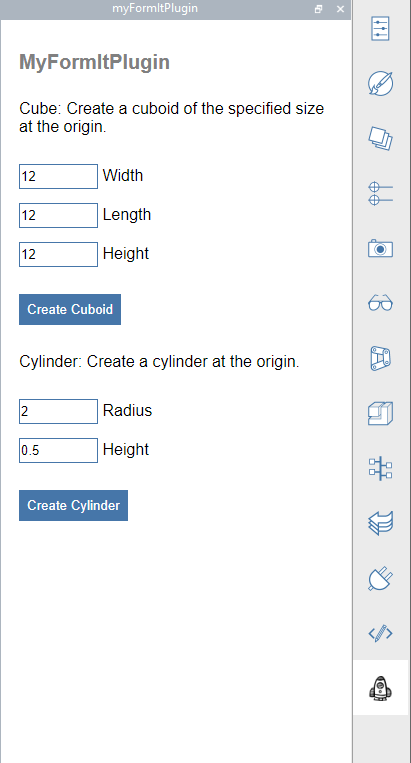 myFormItPlugin
MyFormItPlugin
Cube: Create a cuboid of the specified size
at the origin.
12 Width
12 Length
12 Height
Create Cuboid
Cylinder: Create a cylinder at the origin.
2 Radius
0.5 Height
Create Cylinder